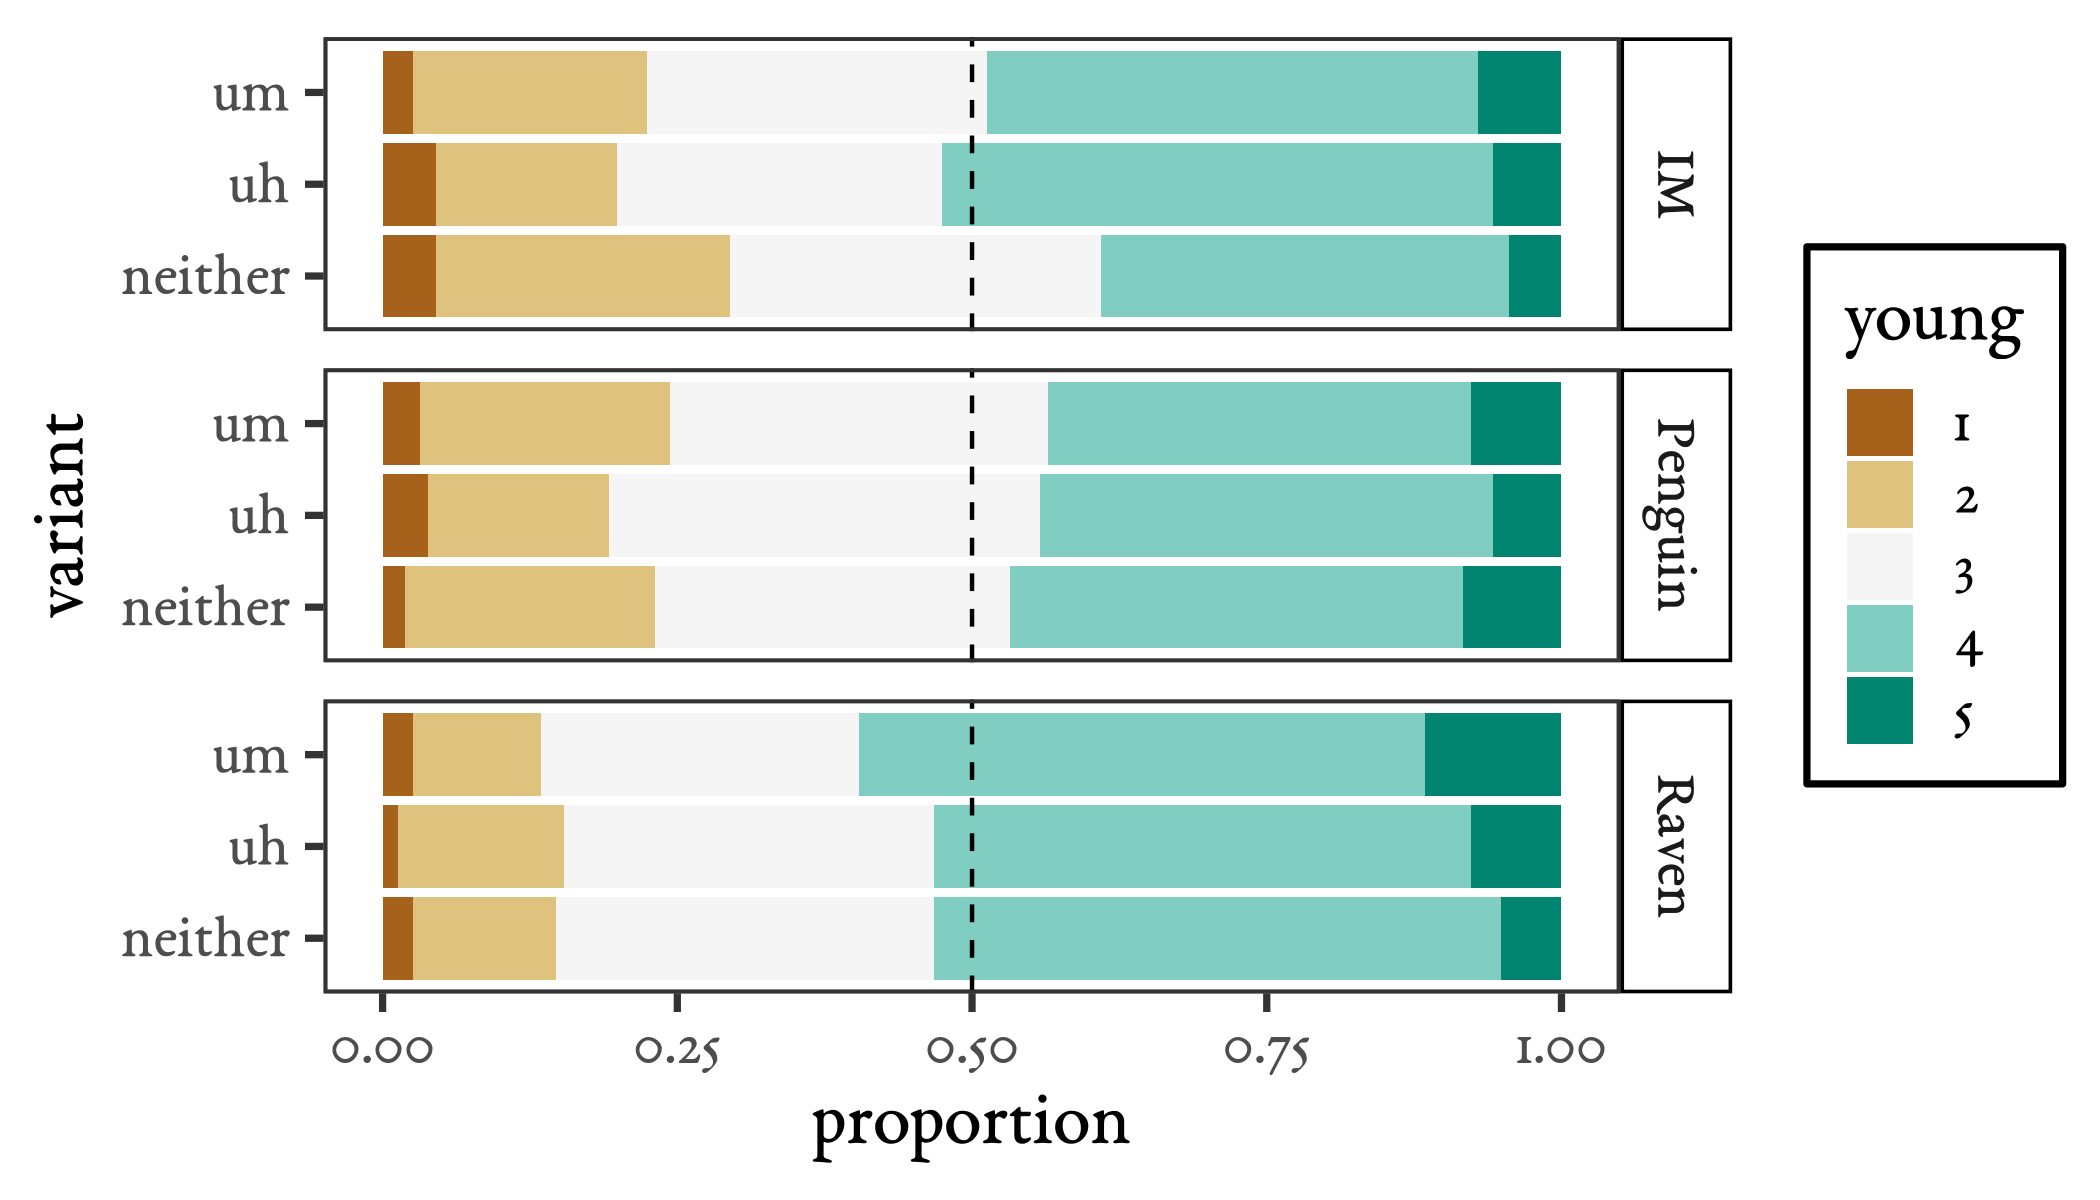 um
uh
neither
IM
um
uh
neither
Penguin
um
uh
neither
Raven
variant
0.00 0.25 0.50 0.75 1.00
proportion
young
1
2
3
4
5